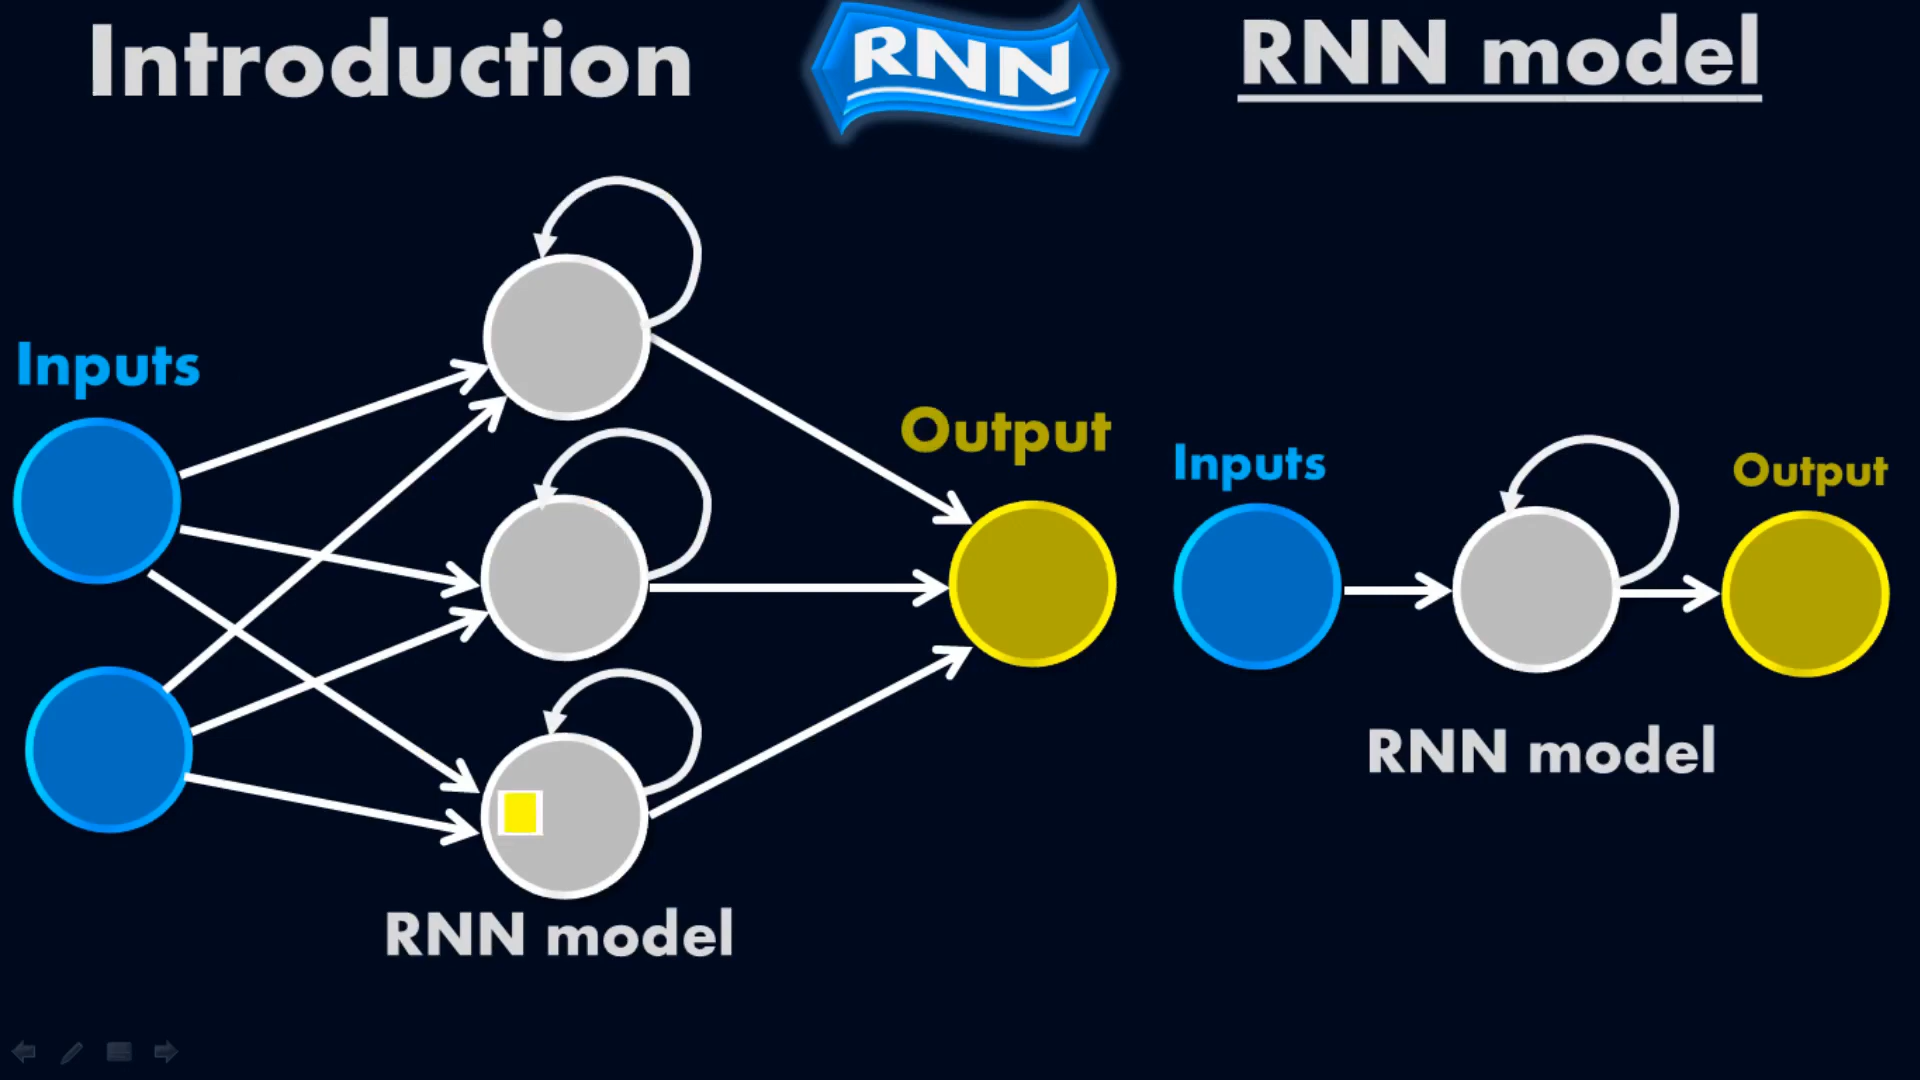 Introduction
RNN
RNN model
Inputs
Output
RNN model
Inputs
Output
RNN model